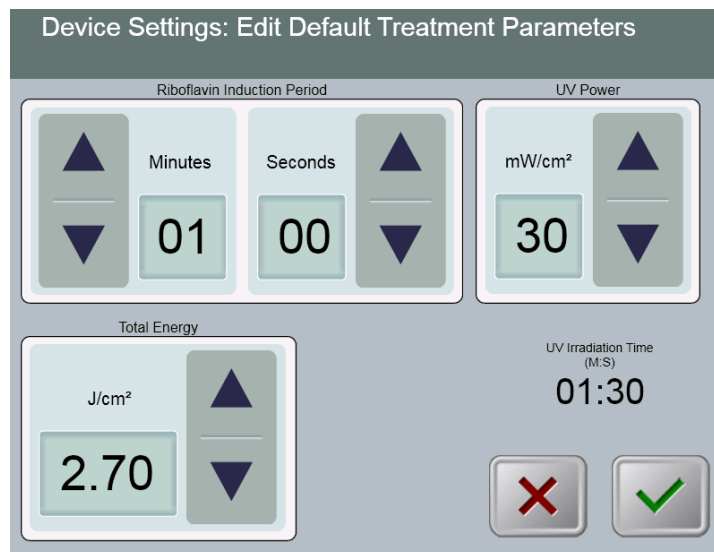 Device Settings: Edit Default Treatment Parameters
Riboflavin Induction Period
UV Power
Minutes
Seconds
mW/cm²
01
00
30
Total Energy
J/cm²
2.70
UV Irradiation Time
(M:S)
01:30